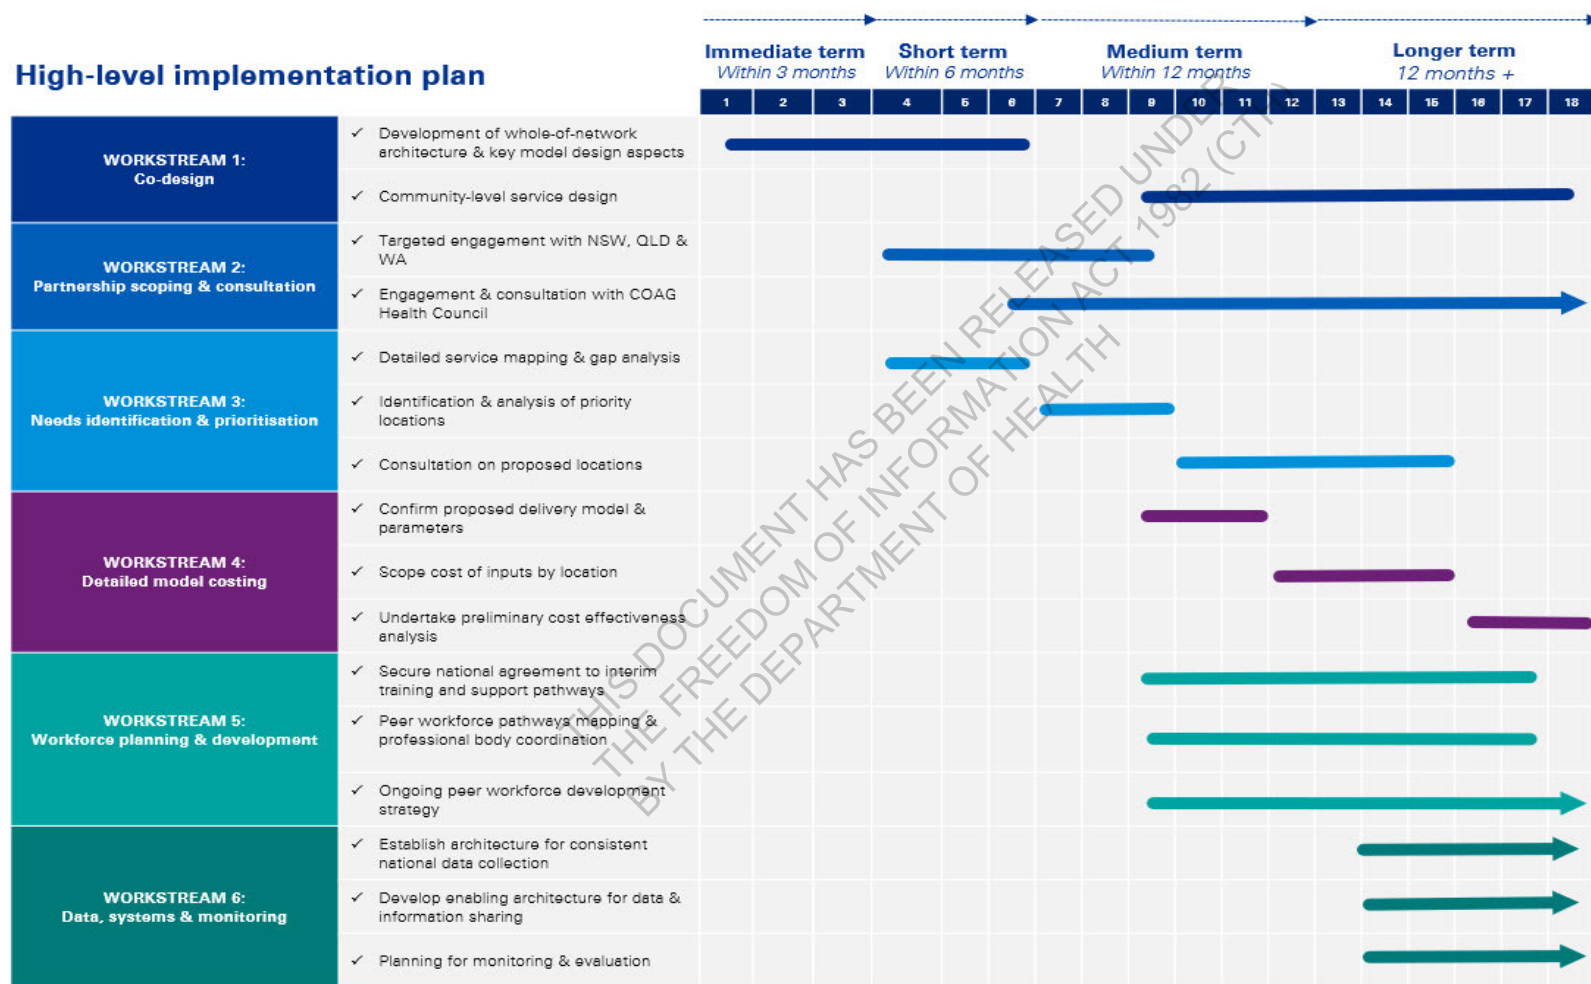 High-level implementation plan
Immediate term
Within 3 months
Short term
Within 6 months
Medium term
Within 12 months
Longer term
12 months +
1 2 3 4 5 6 7 8 9 10 11 12 13 14 15 16 17 18
WORKSTREAM 1:
Co-design
✓ Development of whole-of-network
architecture & key model design aspects
✓ Community-level service design
WORKSTREAM 2:
Partnership scoping & consultation
✓ Targeted engagement with NSW, QLD &
WA
✓ Engagement & consultation with COAG
Health Council
WORKSTREAM 3:
Needs identification & prioritisation
✓ Detailed service mapping & gap analysis
✓ Identification & analysis of priority
locations
✓ Consultation on proposed locations
WORKSTREAM 4:
Detailed model costing
✓ Confirm proposed delivery model &
parameters
✓ Scope cost of inputs by location
✓ Undertake preliminary cost effectiveness
analysis
WORKSTREAM 5:
Workforce planning & development
✓ Secure national agreement to interim
training and support pathways
✓ Peer workforce pathways mapping &
professional body coordination
✓ Ongoing peer workforce development
strategy
WORKSTREAM 6:
Data, systems & monitoring
✓ Establish architecture for consistent
national data collection
✓ Develop enabling architecture for data &
information sharing
✓ Planning for monitoring & evaluation
THIS DOCUMENT HAS BEEN RELEASED UNDER
THE FREEDOM OF INFORMATION ACT 1982 (CTH)
BY THE DEPARTMENT OF HEALTH